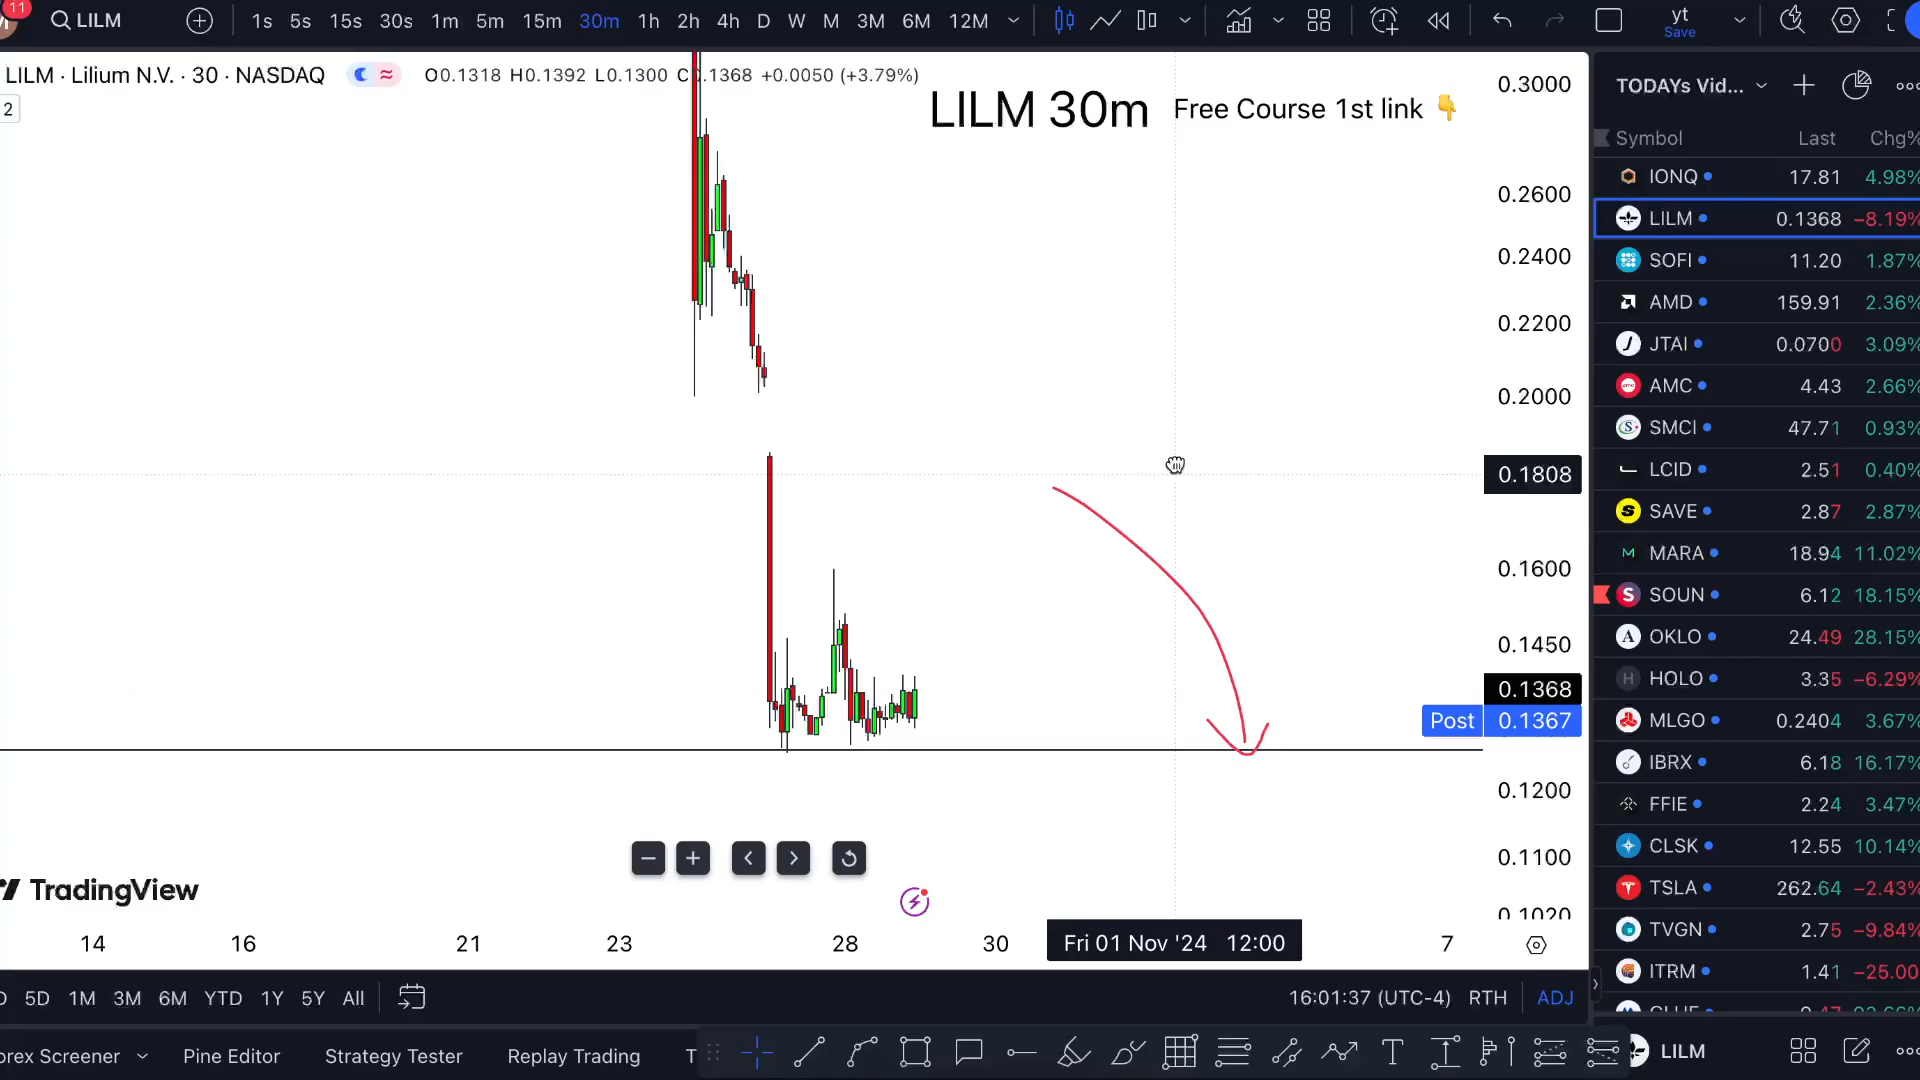 11
LILM
1s 5s 15s 30s 1m 5m 15m 30m 1h 2h 4h D W M 3M 6M 12M
yt
Save
LILM · Lilium N.V. · 30 · NASDAQ
O0.1318 H0.1392 L0.1300 C0.1368 +0.0050 (+3.79%)
2
LILM 30m
Free Course 1st link 👇
0.3000
0.2600
0.2400
0.2200
0.2000
0.1808
0.1600
0.1450
0.1368
Post 0.1367
0.1200
0.1100
0.1020
TradingView
14 16 21 23 28 30 Fri 01 Nov '24 12:00 7
5D 1M 3M 6M YTD 1Y 5Y All
16:01:37 (UTC-4) RTH ADJ
orex Screener Pine Editor Strategy Tester Replay Trading T
TODAYs Vid...
Symbol Last Chg%
IONQ 17.81 4.98%
LILM 0.1368 −8.19%
SOFI 11.20 1.87%
AMD 159.91 2.36%
JTAI 0.0700 3.09%
AMC 4.43 2.66%
SMCI 47.71 0.93%
LCID 2.51 0.40%
SAVE 2.87 2.87%
MARA 18.94 11.02%
SOUN 6.12 18.15%
OKLO 24.49 28.15%
HOLO 3.35 −6.29%
MLGO 0.2404 3.67%
IBRX 6.18 16.17%
FFIE 2.24 3.47%
CLSK 12.55 10.14%
TSLA 262.64 −2.43%
TVGN 2.75 −9.84%
ITRM 1.41 −25.00
LILM